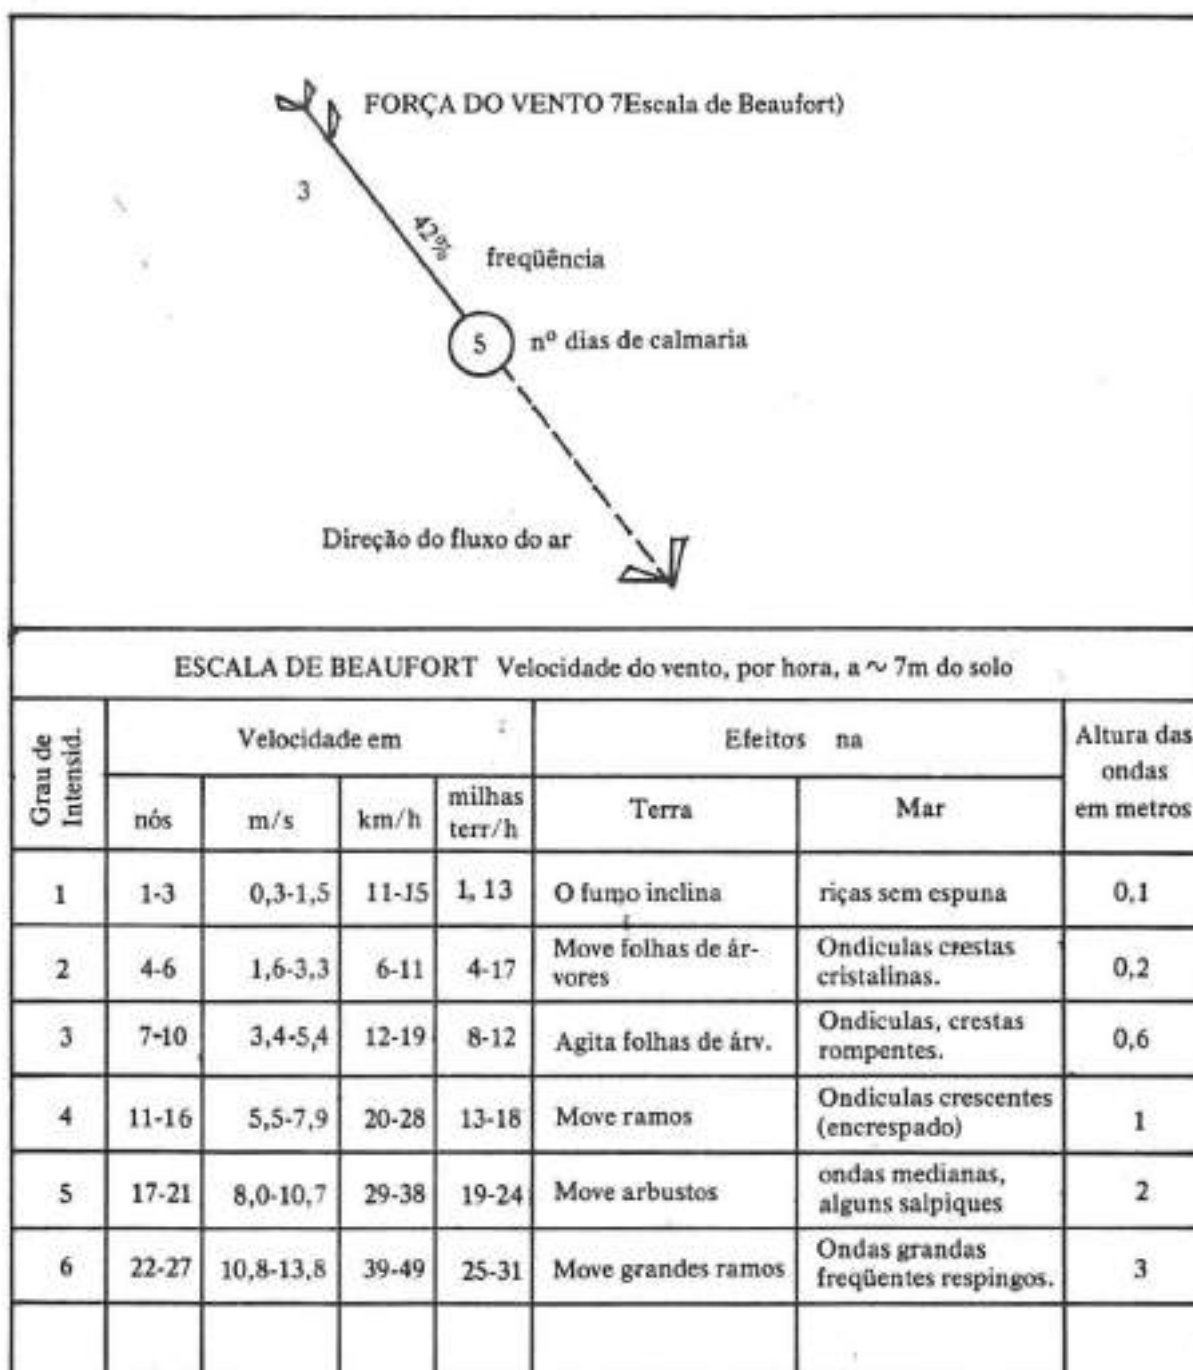 FORÇA DO VENTO 7Escala de Beaufort)
3
42%
freqüência
5
nº dias de calmaria
Direção do fluxo do ar
ESCALA DE BEAUFORT Velocidade do vento, por hora, a ~ 7m do solo
Grau de
Intensid.
Velocidade em
Efeitos na
Altura das
ondas
em metros
nós
m/s
km/h
milhas
terr/h
Terra
Mar
1 1-3 0,3-1,5 11-15 1, 13 O fumo inclina riças sem espuna 0,1
2 4-6 1,6-3,3 6-11 4-17 Move folhas de ár-
vores
Ondiculas crestas
cristalinas.
0,2
3 7-10 3,4-5,4 12-19 8-12 Agita folhas de árv.
Ondiculas, crestas
rompentes.
0,6
4 11-16 5,5-7,9 20-28 13-18 Move ramos
Ondiculas crescentes
(encrespado)
1
5 17-21 8,0-10,7 29-38 19-24 Move arbustos
ondas medianas,
alguns salpiques
2
6 22-27 10,8-13,8 39-49 25-31 Move grandes ramos
Ondas grandas
freqüentes respingos.
3